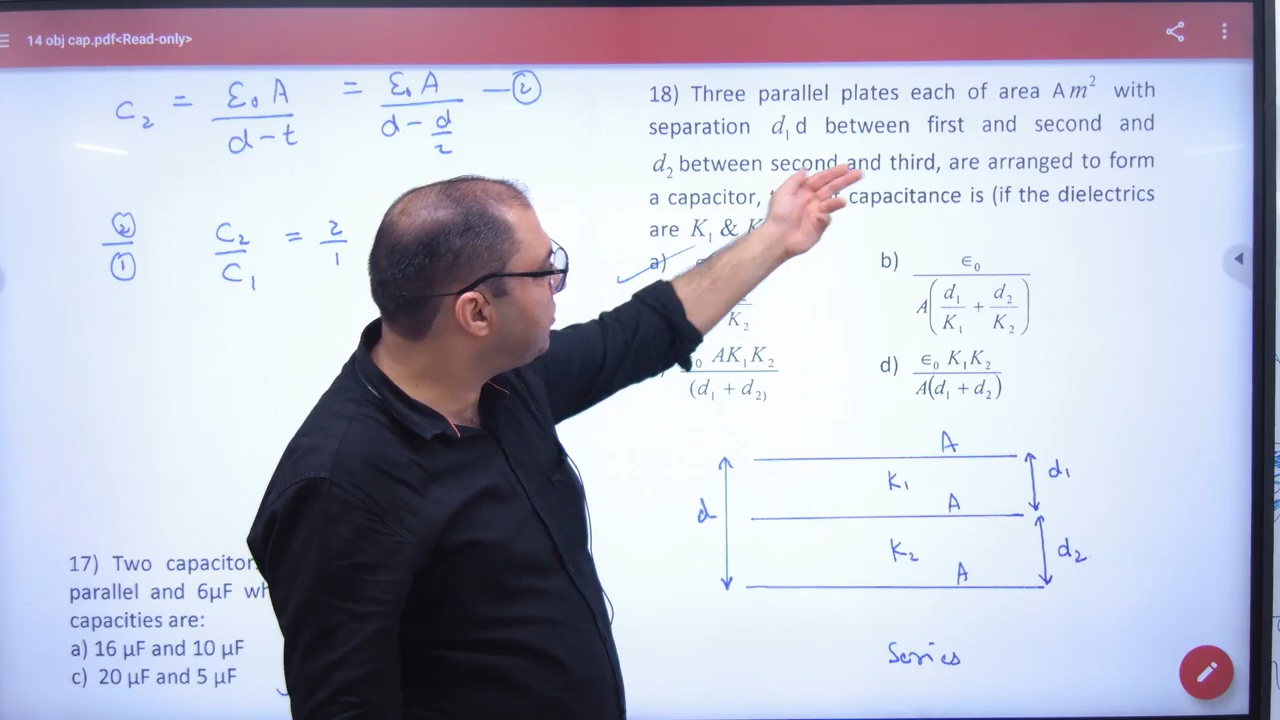 14 obj cap.pdf<Read-only>
C₂ = ε₀ A / d − t = ε₀ A / d − d/2 — ②
② / ① C₂ / C₁ = 2 / 1
17) Two capacitor
parallel and 6μF wh
capacities are:
a) 16 μF and 10 μF
c) 20 μF and 5 μF
18) Three parallel plates each of area A m² with
separation d₁ d between first and second and
d₂ between second and third, are arranged to form
a capacitor, capacitance is (if the dielectrics
are K₁ & K
a)
K₂
b) ∈₀ / A(d₁/K₁ + d₂/K₂)
₀ AK₁K₂ / (d₁ + d₂)
d) ∈₀ K₁K₂ / A(d₁ + d₂)
A
K₁ d₁
A
d
K₂ d₂
A
Series